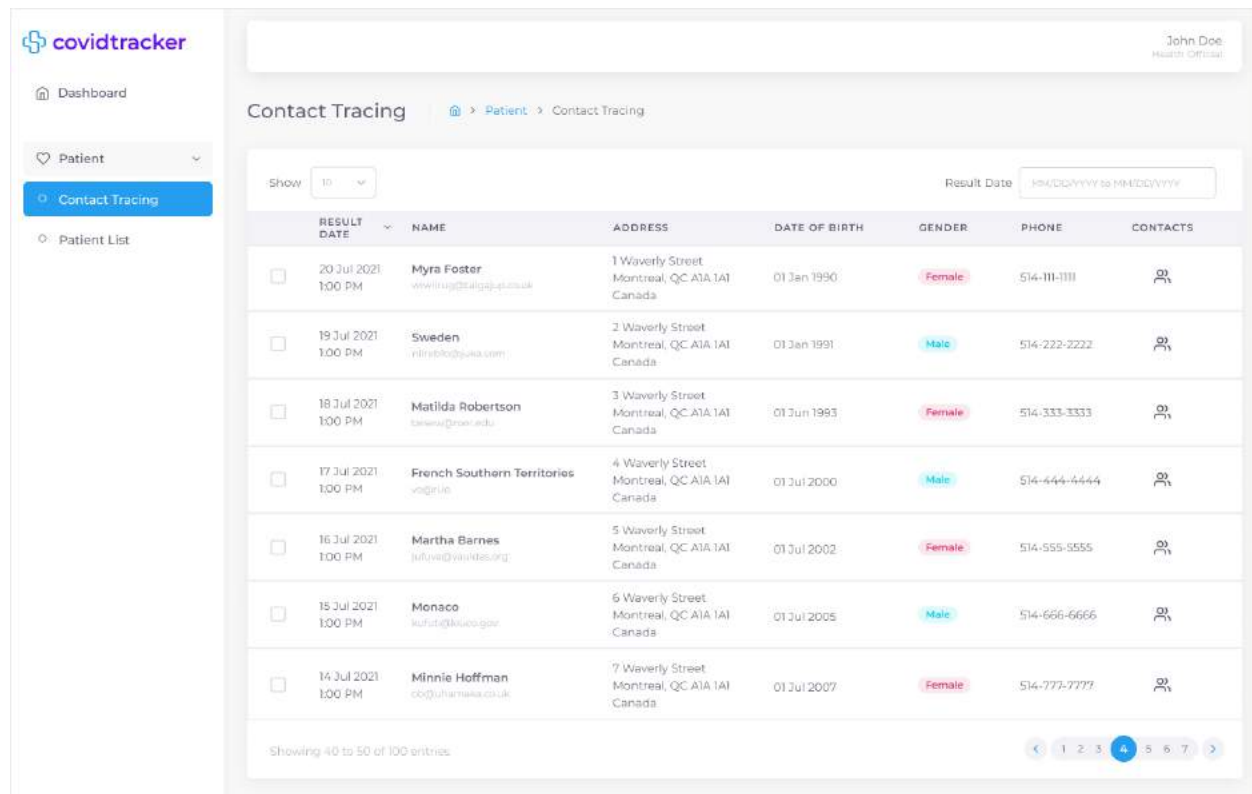 covidtracker
John Doe
Health Official
Dashboard
Contact Tracing
Patient > Contact Tracing
Patient
Contact Tracing
Patient List
Show 10
Result Date MM/DD/YYYY to MM/DD/YYYY
RESULT DATE NAME ADDRESS DATE OF BIRTH GENDER PHONE CONTACTS
20 Jul 2021
1:00 PM
Myra Foster
1 Waverly Street
Montreal, QC A1A 1A1
Canada
01 Jan 1990
Female
514-111-1111
19 Jul 2021
1:00 PM
Sweden
2 Waverly Street
Montreal, QC A1A 1A1
Canada
01 Jan 1991
Male
514-222-2222
18 Jul 2021
1:00 PM
Matilda Robertson
3 Waverly Street
Montreal, QC A1A 1A1
Canada
01 Jun 1993
Female
514-333-3333
17 Jul 2021
1:00 PM
French Southern Territories
4 Waverly Street
Montreal, QC A1A 1A1
Canada
01 Jul 2000
Male
514-444-4444
16 Jul 2021
1:00 PM
Martha Barnes
5 Waverly Street
Montreal, QC A1A 1A1
Canada
01 Jul 2002
Female
514-555-5555
15 Jul 2021
1:00 PM
Monaco
6 Waverly Street
Montreal, QC A1A 1A1
Canada
01 Jul 2005
Male
514-666-6666
14 Jul 2021
1:00 PM
Minnie Hoffman
7 Waverly Street
Montreal, QC A1A 1A1
Canada
01 Jul 2007
Female
514-777-7777
Showing 40 to 50 of 100 entries
1 2 3 4 5 6 7